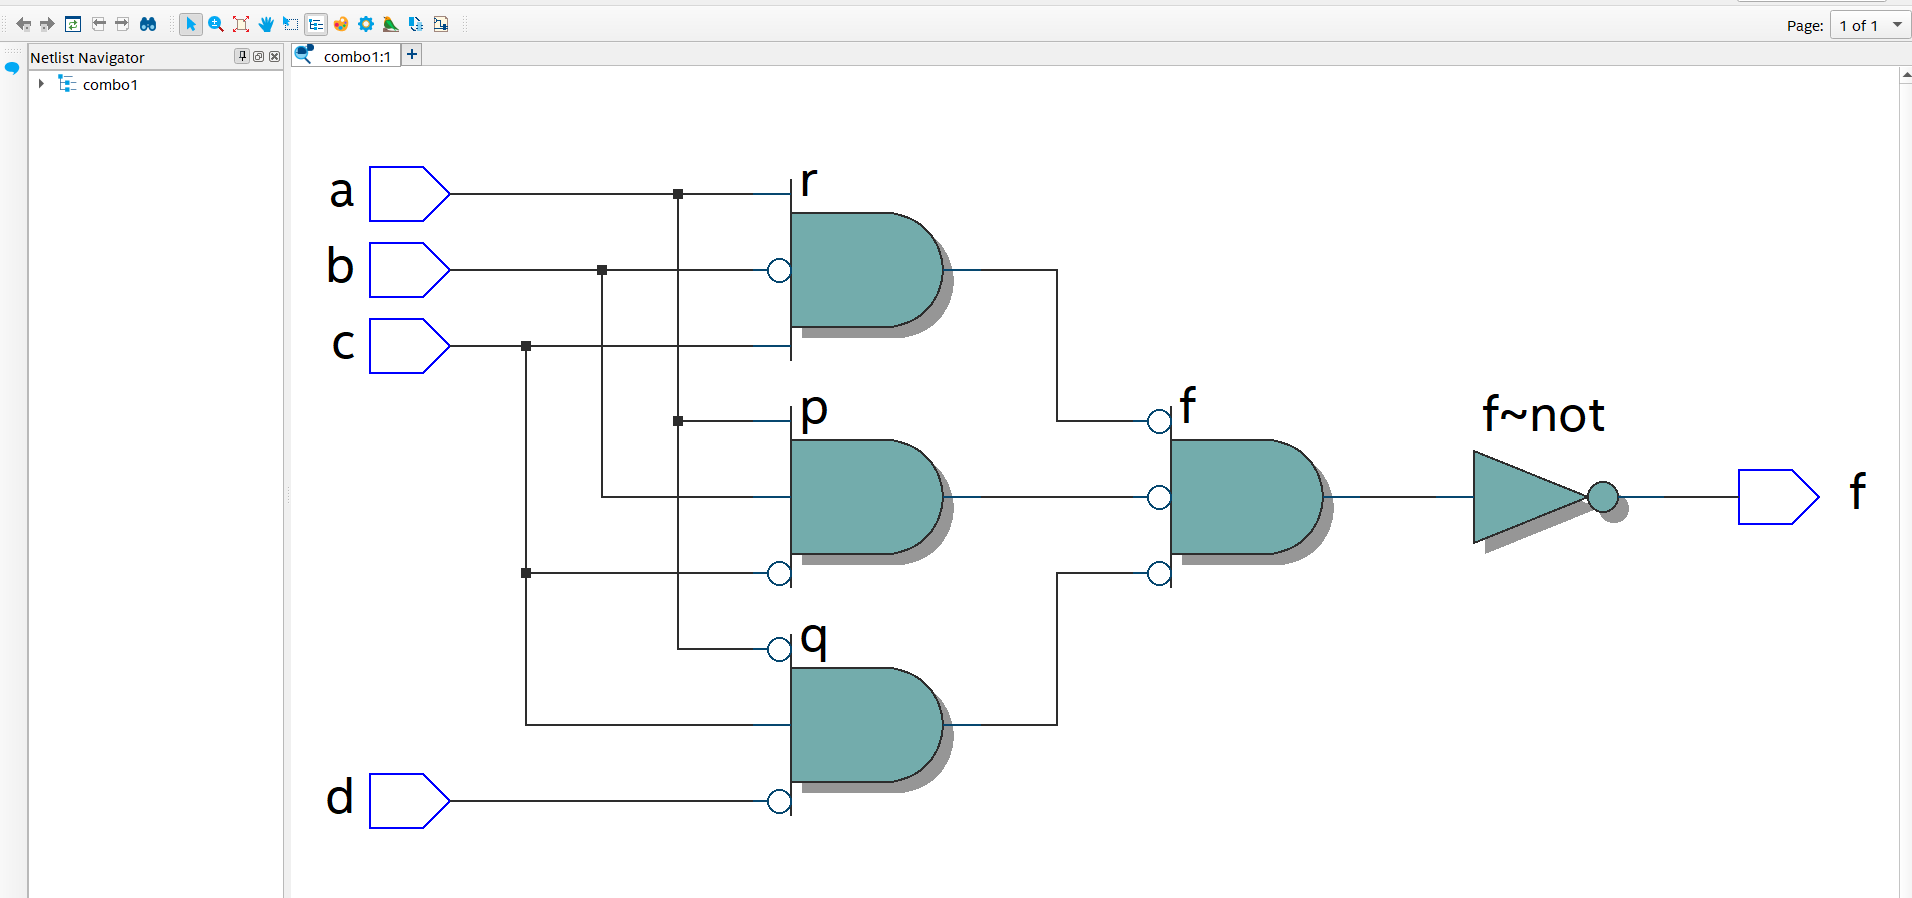 Page: 1 of 1
Netlist Navigator
combo1:1
combo1
a
r
b
c
p
f
f~not
f
q
d